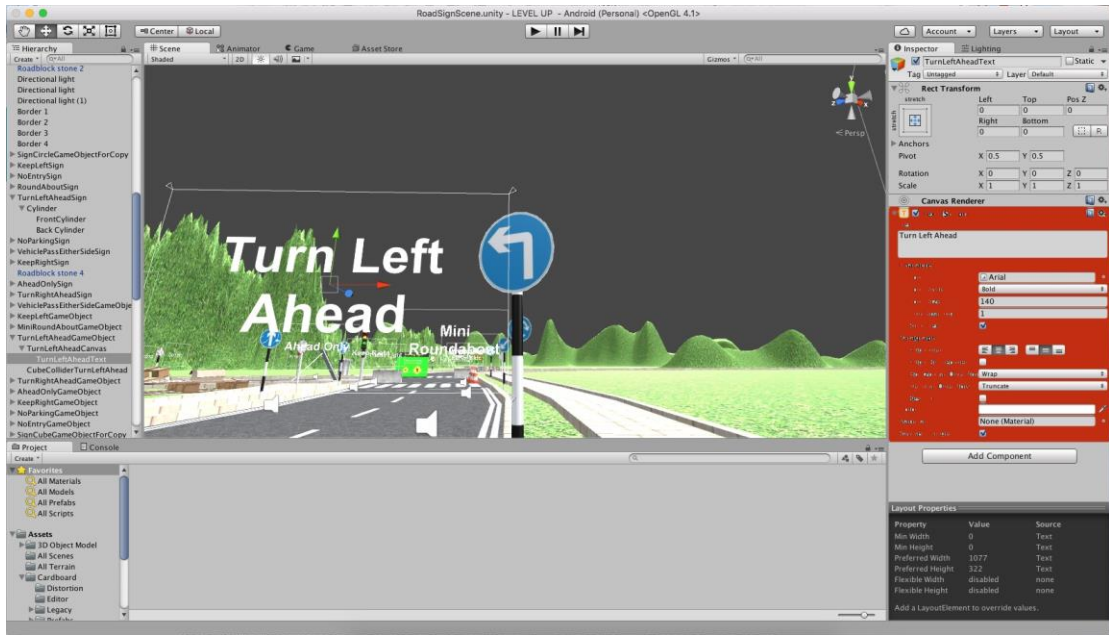 RoadSignScene.unity - LEVEL UP - Android (Personal) <OpenGL 4.1>
Center Local
Account Layers Layout
Hierarchy
Create All
Roadblock stone 2
Directional light
Directional light
Directional light (1)
Border 1
Border 2
Border 3
Border 4
SignCircleGameObjectForCopy
KeepLeftSign
NoEntrySign
RoundAboutSign
TurnLeftAheadSign
Cylinder
FrontCylinder
Back Cylinder
NoParkingSign
VehiclePassEitherSideSign
KeepRightSign
Roadblock stone 4
AheadOnlySign
TurnRightAheadSign
VehiclePassEitherSideGameObje
KeepLeftGameObject
MiniRoundAboutGameObject
TurnLeftAheadGameObject
TurnLeftAheadCanvas
TurnLeftAheadText
CubeColliderTurnLeftAhead
TurnRightAheadGameObject
AheadOnlyGameObject
KeepRightGameObject
NoParkingGameObject
NoEntryGameObject
SignCubeGameObjectForCopy
Scene Animator Game Asset Store
Shaded 2D Gizmos All
y
z x
Persp
Turn Left
Ahead
Mini
Roundabout
Ahead Only
Inspector Lighting
TurnLeftAheadText Static
Tag Untagged Layer Default
Rect Transform
stretch Left Top Pos Z
stretch 0 0 0
Right Bottom
0 0 R
Anchors
Pivot X 0.5 Y 0.5
Rotation X 0 Y 0 Z 0
Scale X 1 Y 1 Z 1
Canvas Renderer
Turn Left Ahead
Arial
Bold
140
1
Wrap
Truncate
None (Material)
Add Component
Layout Properties
Property Value Source
Min Width 0 Text
Min Height 0 Text
Preferred Width 1077 Text
Preferred Height 322 Text
Flexible Width disabled none
Flexible Height disabled none
Add a LayoutElement to override values.
Project Console
Create
Favorites
All Materials
All Models
All Prefabs
All Scripts
Assets
3D Object Model
All Scenes
All Terrain
Cardboard
Distortion
Editor
Legacy
Prefabs